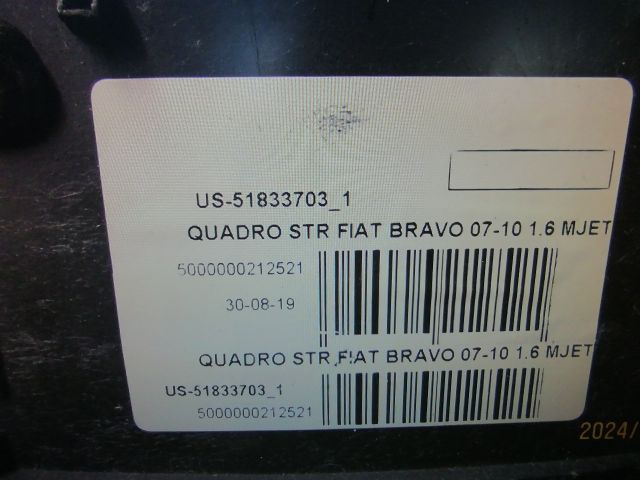 US-51833703_1
QUADRO STR FIAT BRAVO 07-10 1.6 MJET
5000000212521
30-08-19
QUADRO STR FIAT BRAVO 07-10 1.6 MJET
US-51833703_1
5000000212521
2024/